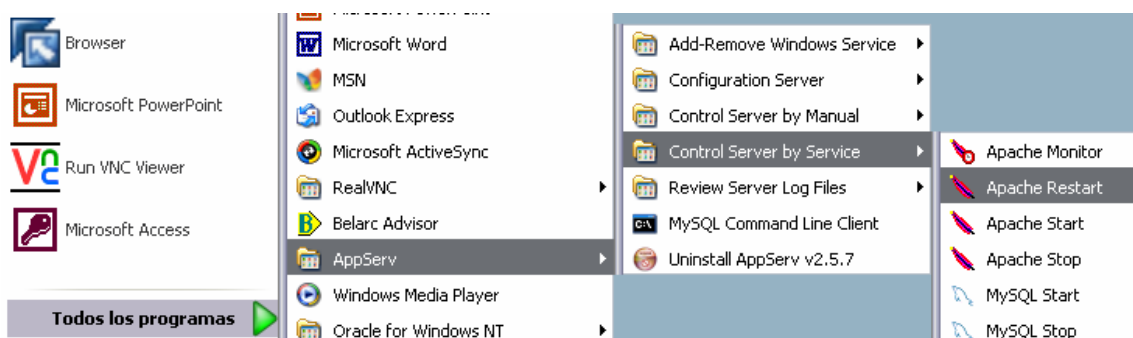 Browser
Microsoft PowerPoint
Run VNC Viewer
Microsoft Access
Todos los programas
Microsoft PowerPoint
Microsoft Word
MSN
Outlook Express
Microsoft ActiveSync
RealVNC
Belarc Advisor
AppServ
Windows Media Player
Oracle for Windows NT
Add-Remove Windows Service
Configuration Server
Control Server by Manual
Control Server by Service
Review Server Log Files
MySQL Command Line Client
Uninstall AppServ v2.5.7
Apache Monitor
Apache Restart
Apache Start
Apache Stop
MySQL Start
MySQL Stop